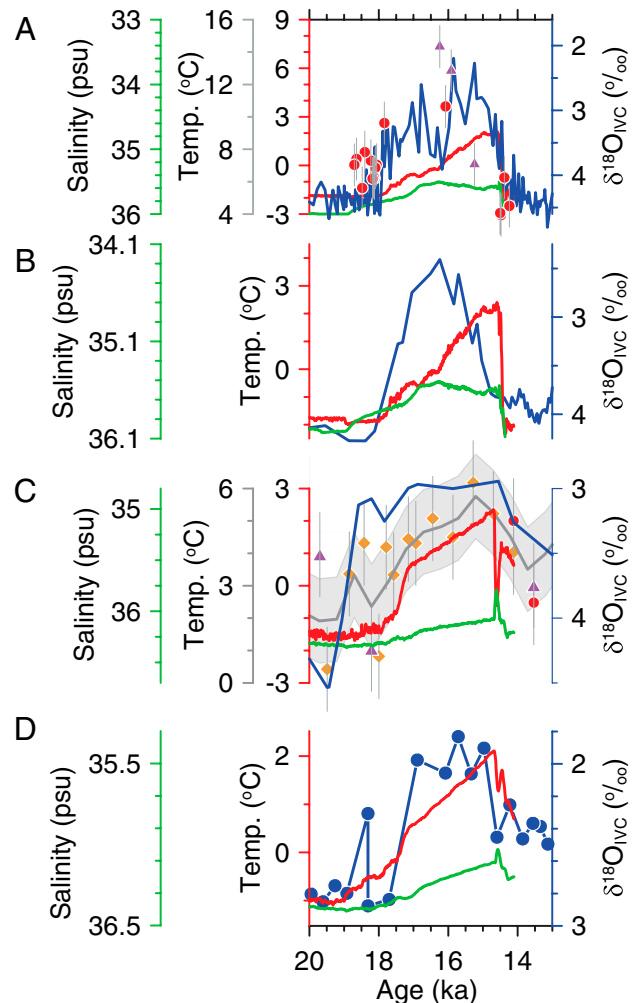 A
Salinity (psu)
33
34
35
36
Temp. (°C)
16
12
8
4
9
6
3
0
-3
2
3
4
δ18OIVC (‰)
B
Salinity (psu)
34.1
35.1
36.1
Temp. (°C)
3
0
3
4
δ18OIVC (‰)
C
Salinity (psu)
35
36
Temp. (°C)
6
3
0
3
0
-3
3
4
δ18OIVC (‰)
D
Salinity (psu)
35.5
36.5
Temp. (°C)
2
0
2
3
δ18OIVC (‰)
20 18 16 14
Age (ka)